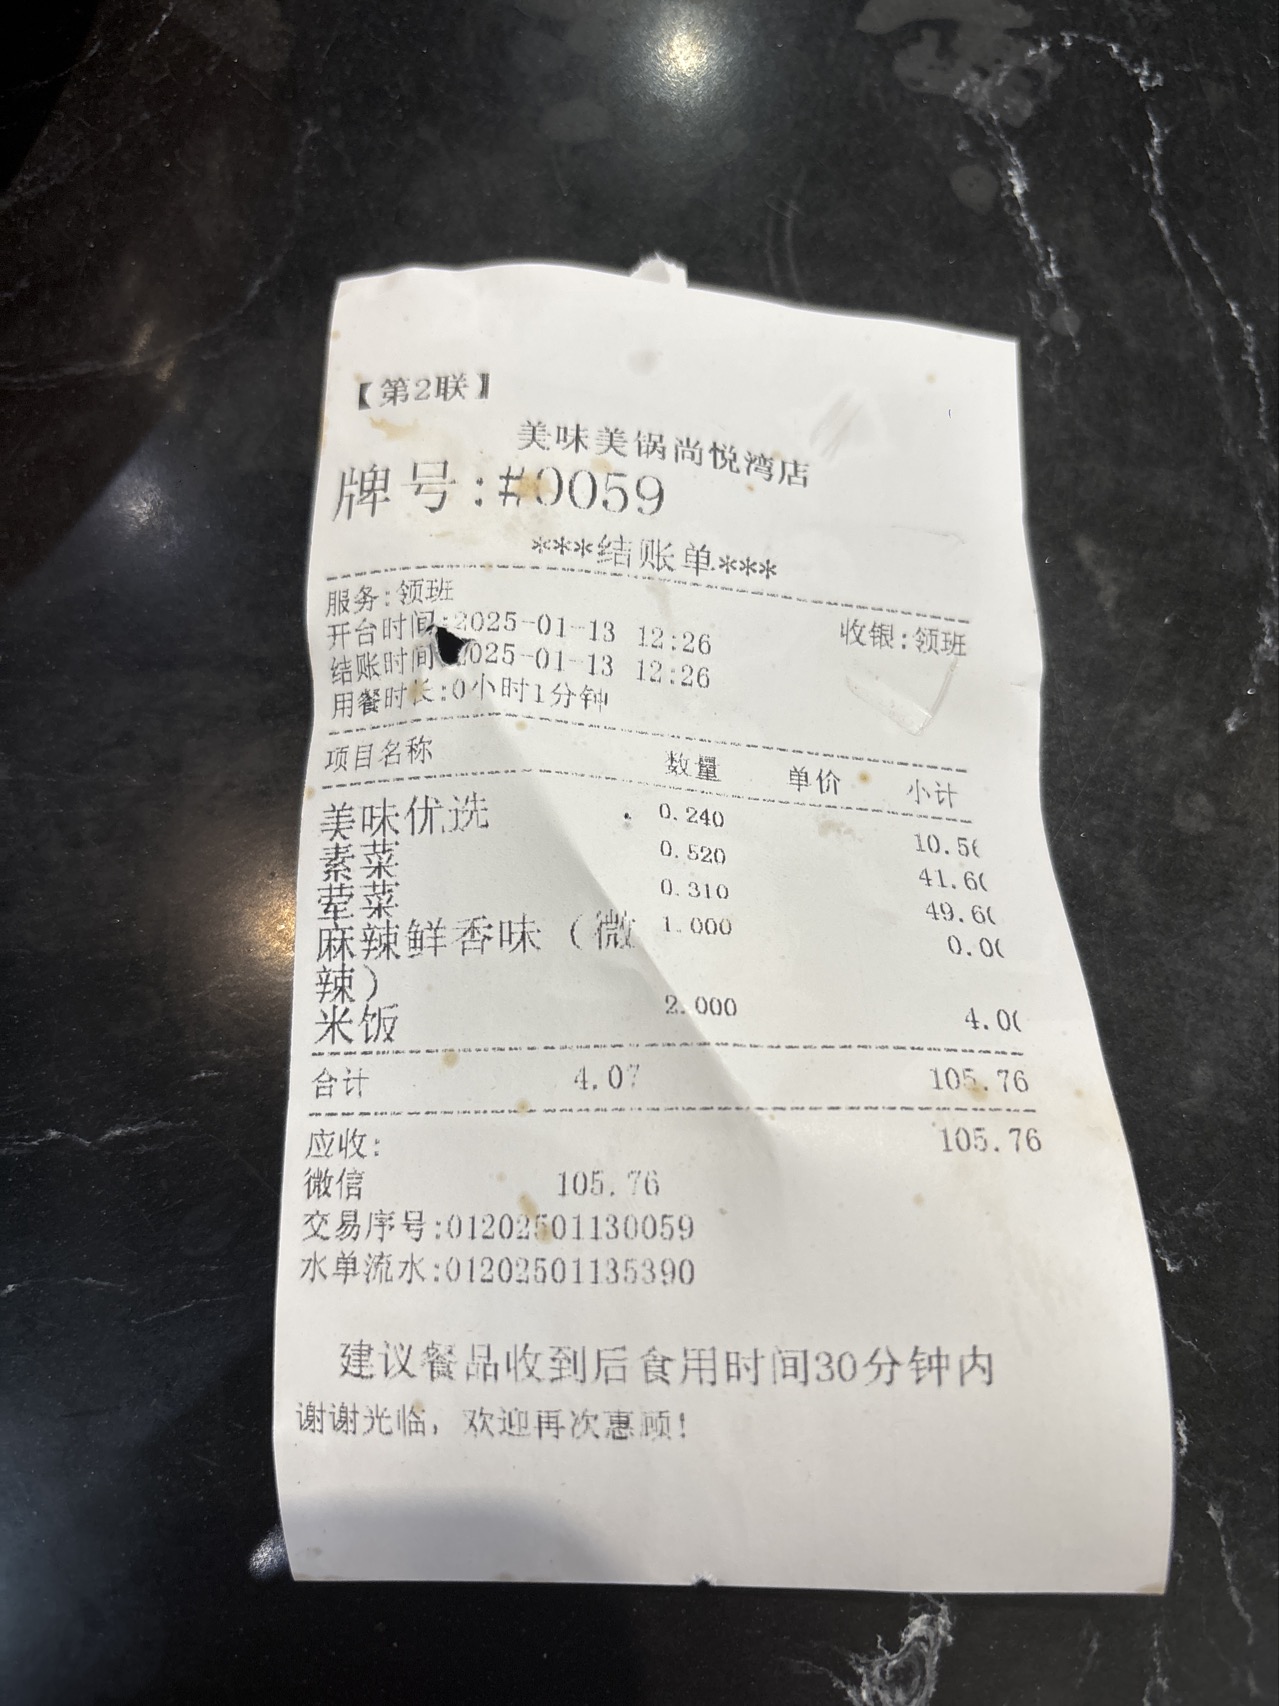 【第2联】
美味美锅尚悦湾店
牌号:#0059
***结账单***
服务:领班 收银:领班
开台时间:2025-01-13 12:26
结账时间 2025-01-13 12:26
用餐时长:0小时1分钟
项目名称 数量 单价 小计
美味优选 0.240 10.56
素菜 0.520 41.60
荤菜 0.310 49.60
麻辣鲜香味（微 1.000 0.00
辣）
米饭 2.000 4.00
合计 4.07 105.76
应收: 105.76
微信 105.76
交易序号:01202501130059
水单流水:01202501135390
建议餐品收到后食用时间30分钟内
谢谢光临，欢迎再次惠顾!